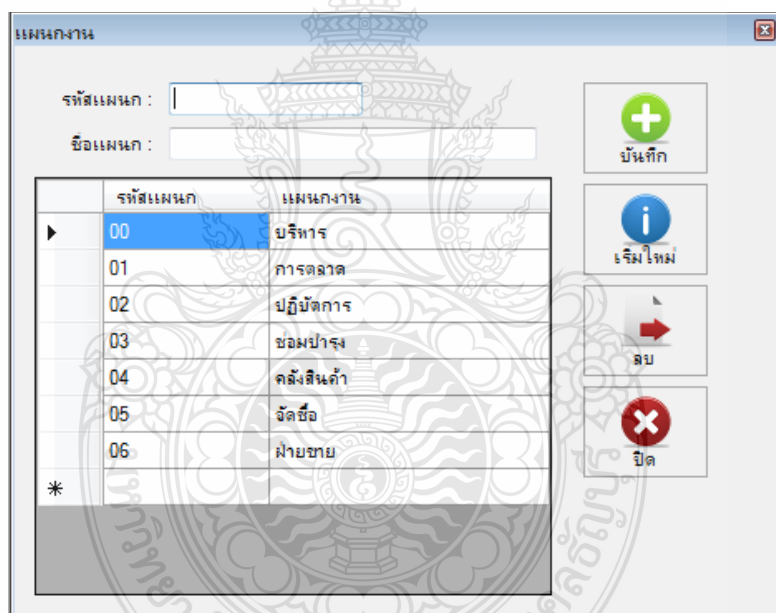 แผนกงาน
รหัสแผนก :
ชื่อแผนก :
บันทึก
รหัสแผนก แผนกงาน
00 บริหาร
01 การตลาด
02 ปฏิบัตการ
03 ซ่อมบำรุง
04 คลังสินค้า
05 จัดซื้อ
06 ฝ่ายขาย
เริ่มใหม่
ลบ
ปิด